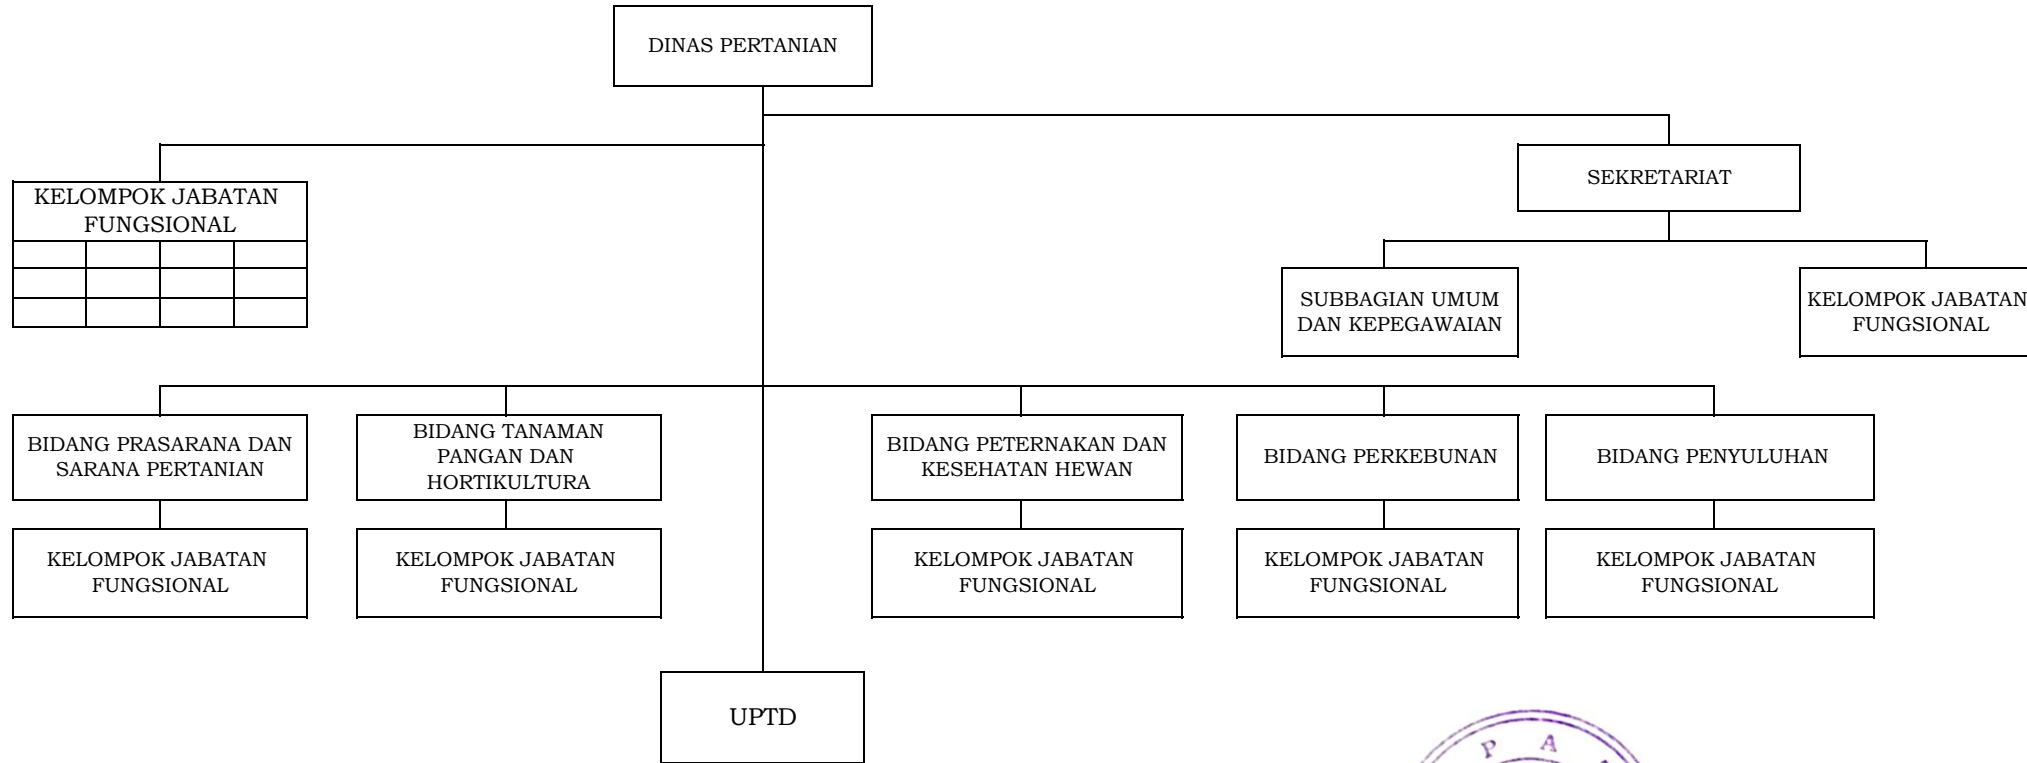 DINAS PERTANIAN
KELOMPOK JABATAN
FUNGSIONAL
SEKRETARIAT
SUBBAGIAN UMUM
DAN KEPEGAWAIAN
KELOMPOK JABATAN
FUNGSIONAL
BIDANG PRASARANA DAN
SARANA PERTANIAN
BIDANG TANAMAN
PANGAN DAN
HORTIKULTURA
BIDANG PETERNAKAN DAN
KESEHATAN HEWAN
BIDANG PERKEBUNAN
BIDANG PENYULUHAN
KELOMPOK JABATAN
FUNGSIONAL
KELOMPOK JABATAN
FUNGSIONAL
KELOMPOK JABATAN
FUNGSIONAL
KELOMPOK JABATAN
FUNGSIONAL
KELOMPOK JABATAN
FUNGSIONAL
UPTD